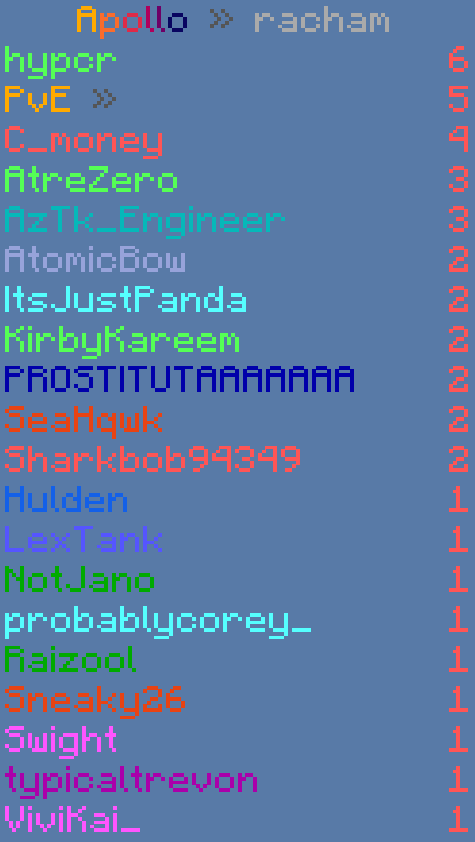 Apollo » racham
hypcr 6
PvE » 5
C_money 4
AtreZero 3
AzTk_Engineer 3
AtomicBow 2
ItsJustPanda 2
KirbyKareem 2
PROSTITUTAAAAAAA 2
SeaHqwk 2
Sharkbob94349 2
Hulden 1
LexTank 1
NotJano 1
probablycorey_ 1
Raizool 1
Sneaky26 1
Swight 1
typicaltrevon 1
ViviKai_ 1